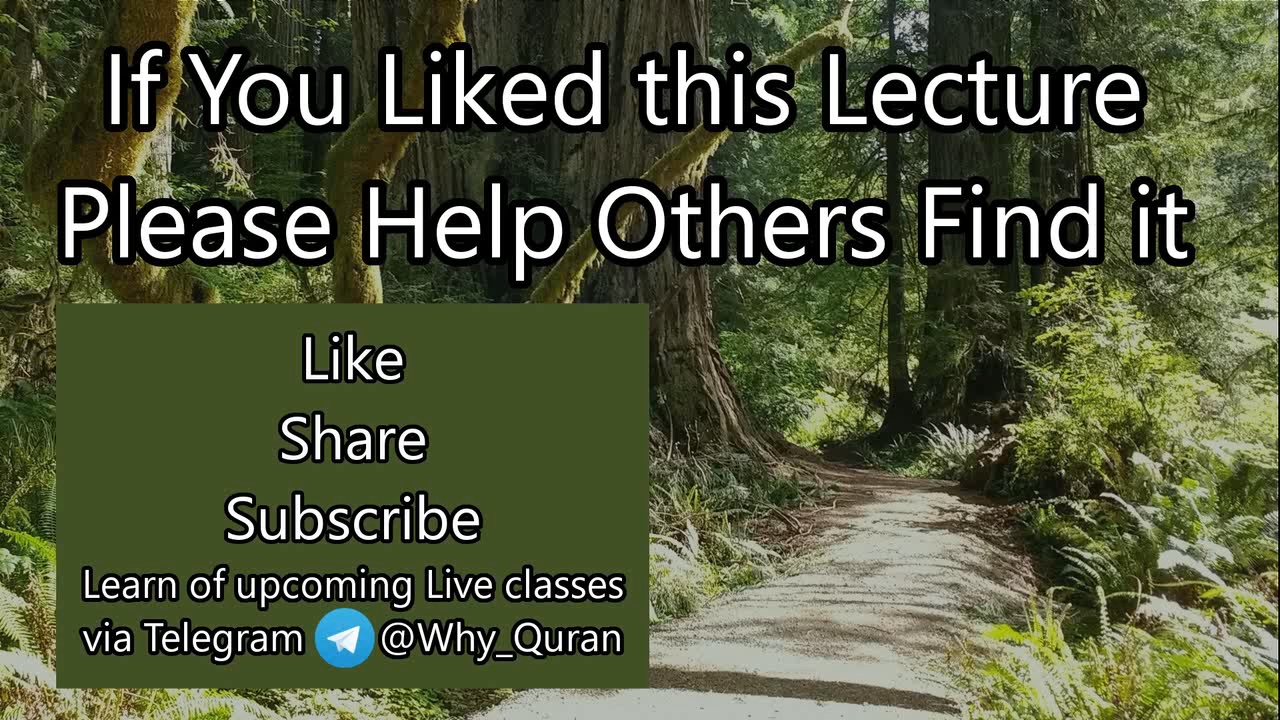 If You Liked this Lecture
Please Help Others Find it
Like
Share
Subscribe
Learn of upcoming Live classes
via Telegram @Why_Quran